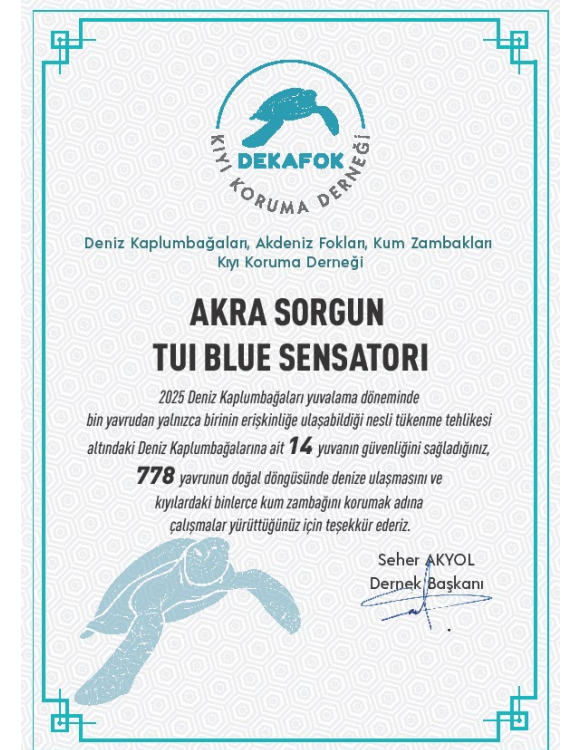 DEKAFOK
KIYI KORUMA DERNEĞİ
Deniz Kaplumbağaları, Akdeniz Fokları, Kum Zambakları
Kıyı Koruma Derneği
AKRA SORGUN
TUI BLUE SENSATORI
2025 Deniz Kaplumbağaları yuvalama döneminde
bin yavrudan yalnızca birinin erişkinliğe ulaşabildiği nesli tükenme tehlikesi
altındaki Deniz Kaplumbağalarına ait 14 yuvanın güvenliğini sağladığınız,
778 yavrunun doğal döngüsünde denize ulaşmasını ve
kıyılardaki binlerce kum zambağını korumak adına
çalışmalar yürüttüğünüz için teşekkür ederiz.
Seher AKYOL
Dernek Başkanı